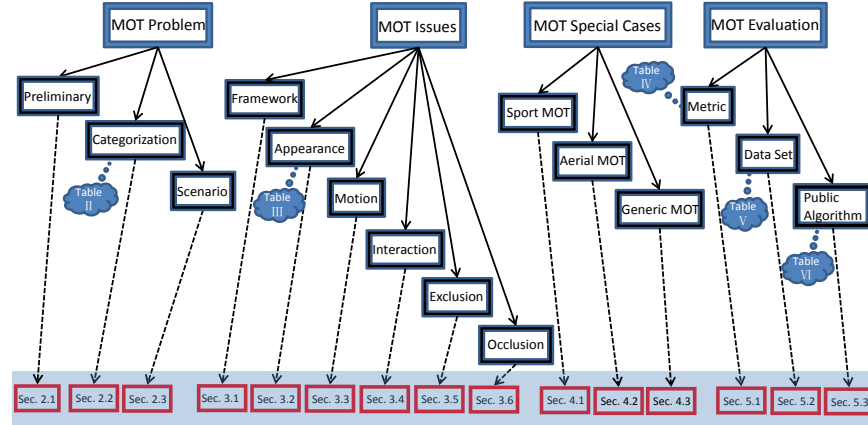 MOT Problem
MOT Issues
MOT Special Cases
MOT Evaluation
Preliminary
Categorization
Scenario
Table
II
Framework
Appearance
Motion
Interaction
Exclusion
Occlusion
Table
III
Sport MOT
Aerial MOT
Generic MOT
Table
IV
Metric
Data Set
Public
Algorithm
Table
V
Table
VI
Sec. 2.1
Sec. 2.2
Sec. 2.3
Sec. 3.1
Sec. 3.2
Sec. 3.3
Sec. 3.4
Sec. 3.5
Sec. 3.6
Sec. 4.1
Sec. 4.2
Sec. 4.3
Sec. 5.1
Sec. 5.2
Sec. 5.3